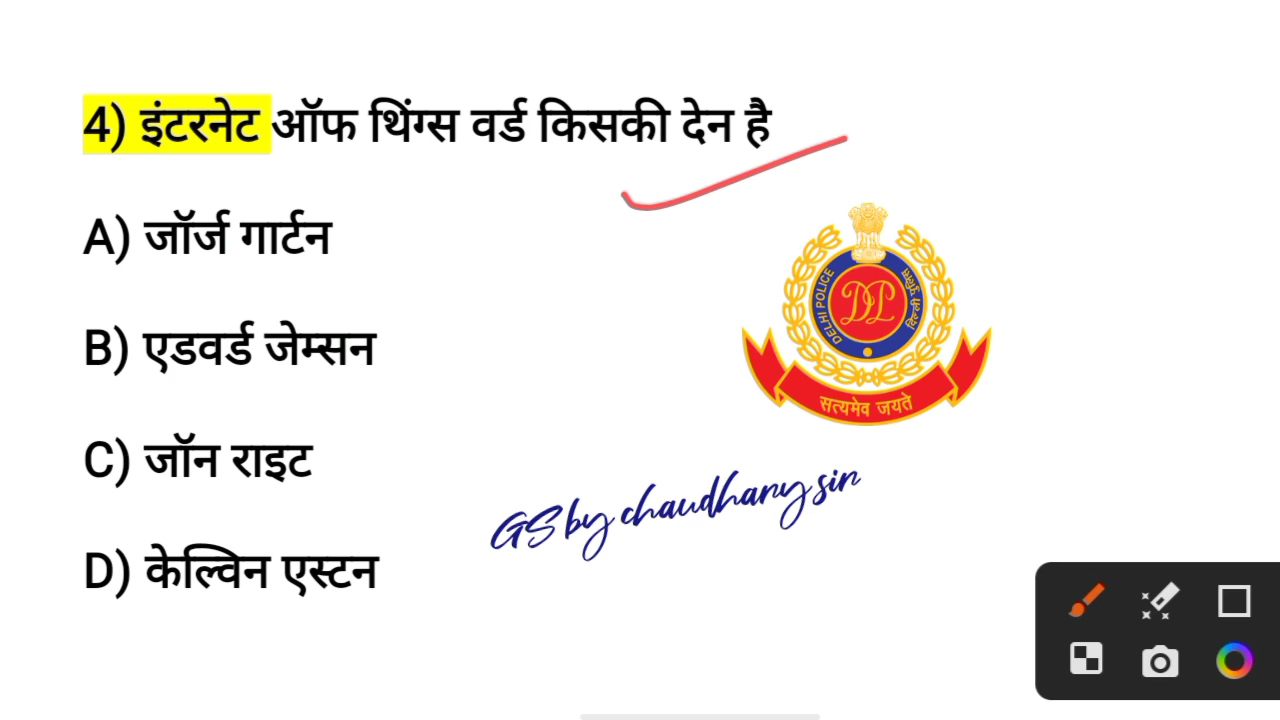 4) इंटरनेट ऑफ थिंग्स वर्ड किसकी देन है
A) जॉर्ज गार्टन
B) एडवर्ड जेम्सन
C) जॉन राइट
D) केल्विन एस्टन
DELHI POLICE
दिल्ली पुलिस
DP
सत्यमेव जयते
GS by chaudhary sir